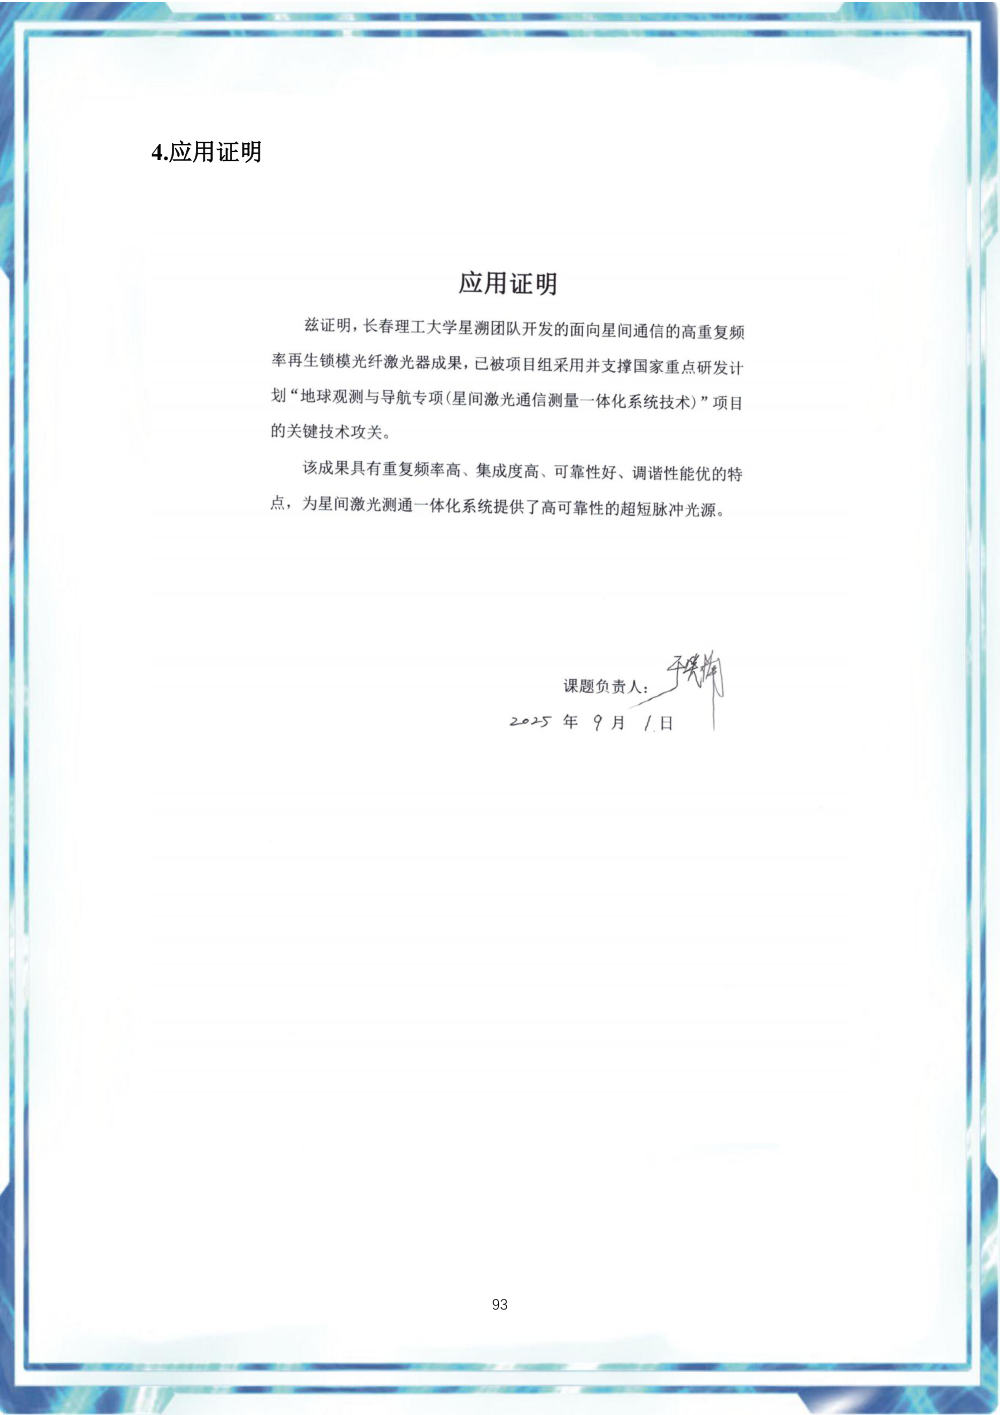 4.应用证明
应用证明
兹证明，长春理工大学星溯团队开发的面向星间通信的高重复频
率再生锁模光纤激光器成果，已被项目组采用并支撑国家重点研发计
划“地球观测与导航专项(星间激光通信测量一体化系统技术)”项目
的关键技术攻关。
该成果具有重复频率高、集成度高、可靠性好、调谐性能优的特
点，为星间激光测通一体化系统提供了高可靠性的超短脉冲光源。
课题负责人：
2025 年 9 月 1 日
93